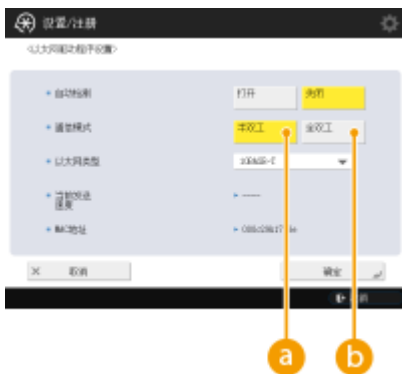 设置/注册
<以太网驱动程序设置>
自动检测 打开 关闭
通信模式 半双工 全双工
以太网类型 10BASE-T
当前发送
速度 -----
MAC地址
× 取消 确定
a b